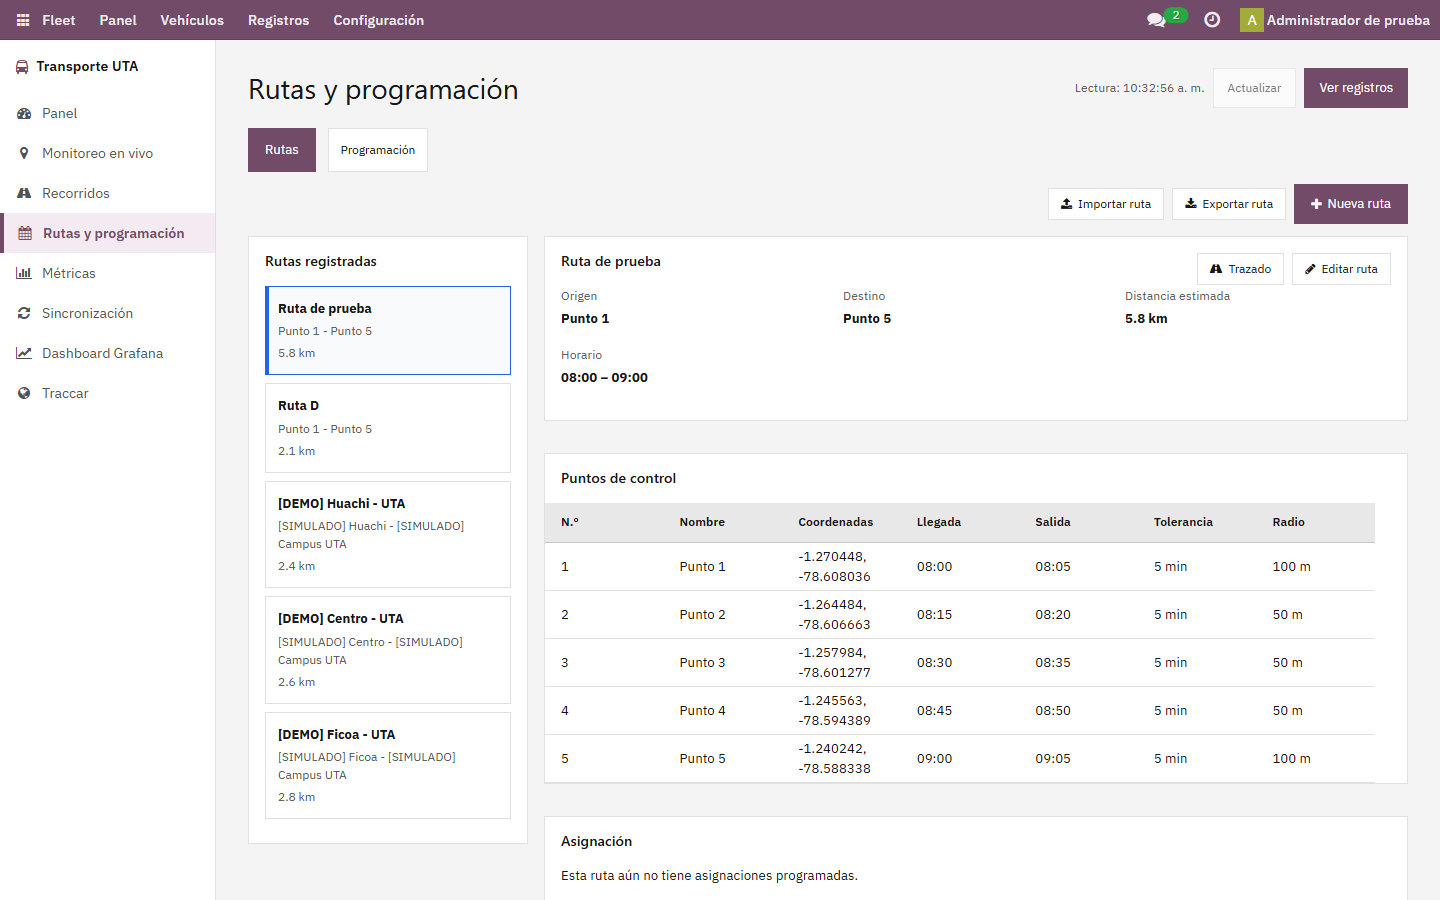 Fleet Panel Vehículos Registros Configuración 2 A Administrador de prueba
Transporte UTA
Panel
Monitoreo en vivo
Recorridos
Rutas y programación
Métricas
Sincronización
Dashboard Grafana
Traccar
Rutas y programación
Lectura: 10:32:56 a. m. Actualizar Ver registros
Rutas Programación
Importar ruta Exportar ruta Nueva ruta
Rutas registradas
Ruta de prueba
Punto 1 - Punto 5
5.8 km
Ruta D
Punto 1 - Punto 5
2.1 km
[DEMO] Huachi - UTA
[SIMULADO] Huachi - [SIMULADO]
Campus UTA
2.4 km
[DEMO] Centro - UTA
[SIMULADO] Centro - [SIMULADO]
Campus UTA
2.6 km
[DEMO] Ficoa - UTA
[SIMULADO] Ficoa - [SIMULADO]
Campus UTA
2.8 km
Ruta de prueba
Trazado Editar ruta
Origen Destino Distancia estimada
Punto 1 Punto 5 5.8 km
Horario
08:00 – 09:00
Puntos de control
N.º Nombre Coordenadas Llegada Salida Tolerancia Radio
1 Punto 1 -1.270448, -78.608036 08:00 08:05 5 min 100 m
2 Punto 2 -1.264484, -78.606663 08:15 08:20 5 min 50 m
3 Punto 3 -1.257984, -78.601277 08:30 08:35 5 min 50 m
4 Punto 4 -1.245563, -78.594389 08:45 08:50 5 min 50 m
5 Punto 5 -1.240242, -78.588338 09:00 09:05 5 min 100 m
Asignación
Esta ruta aún no tiene asignaciones programadas.